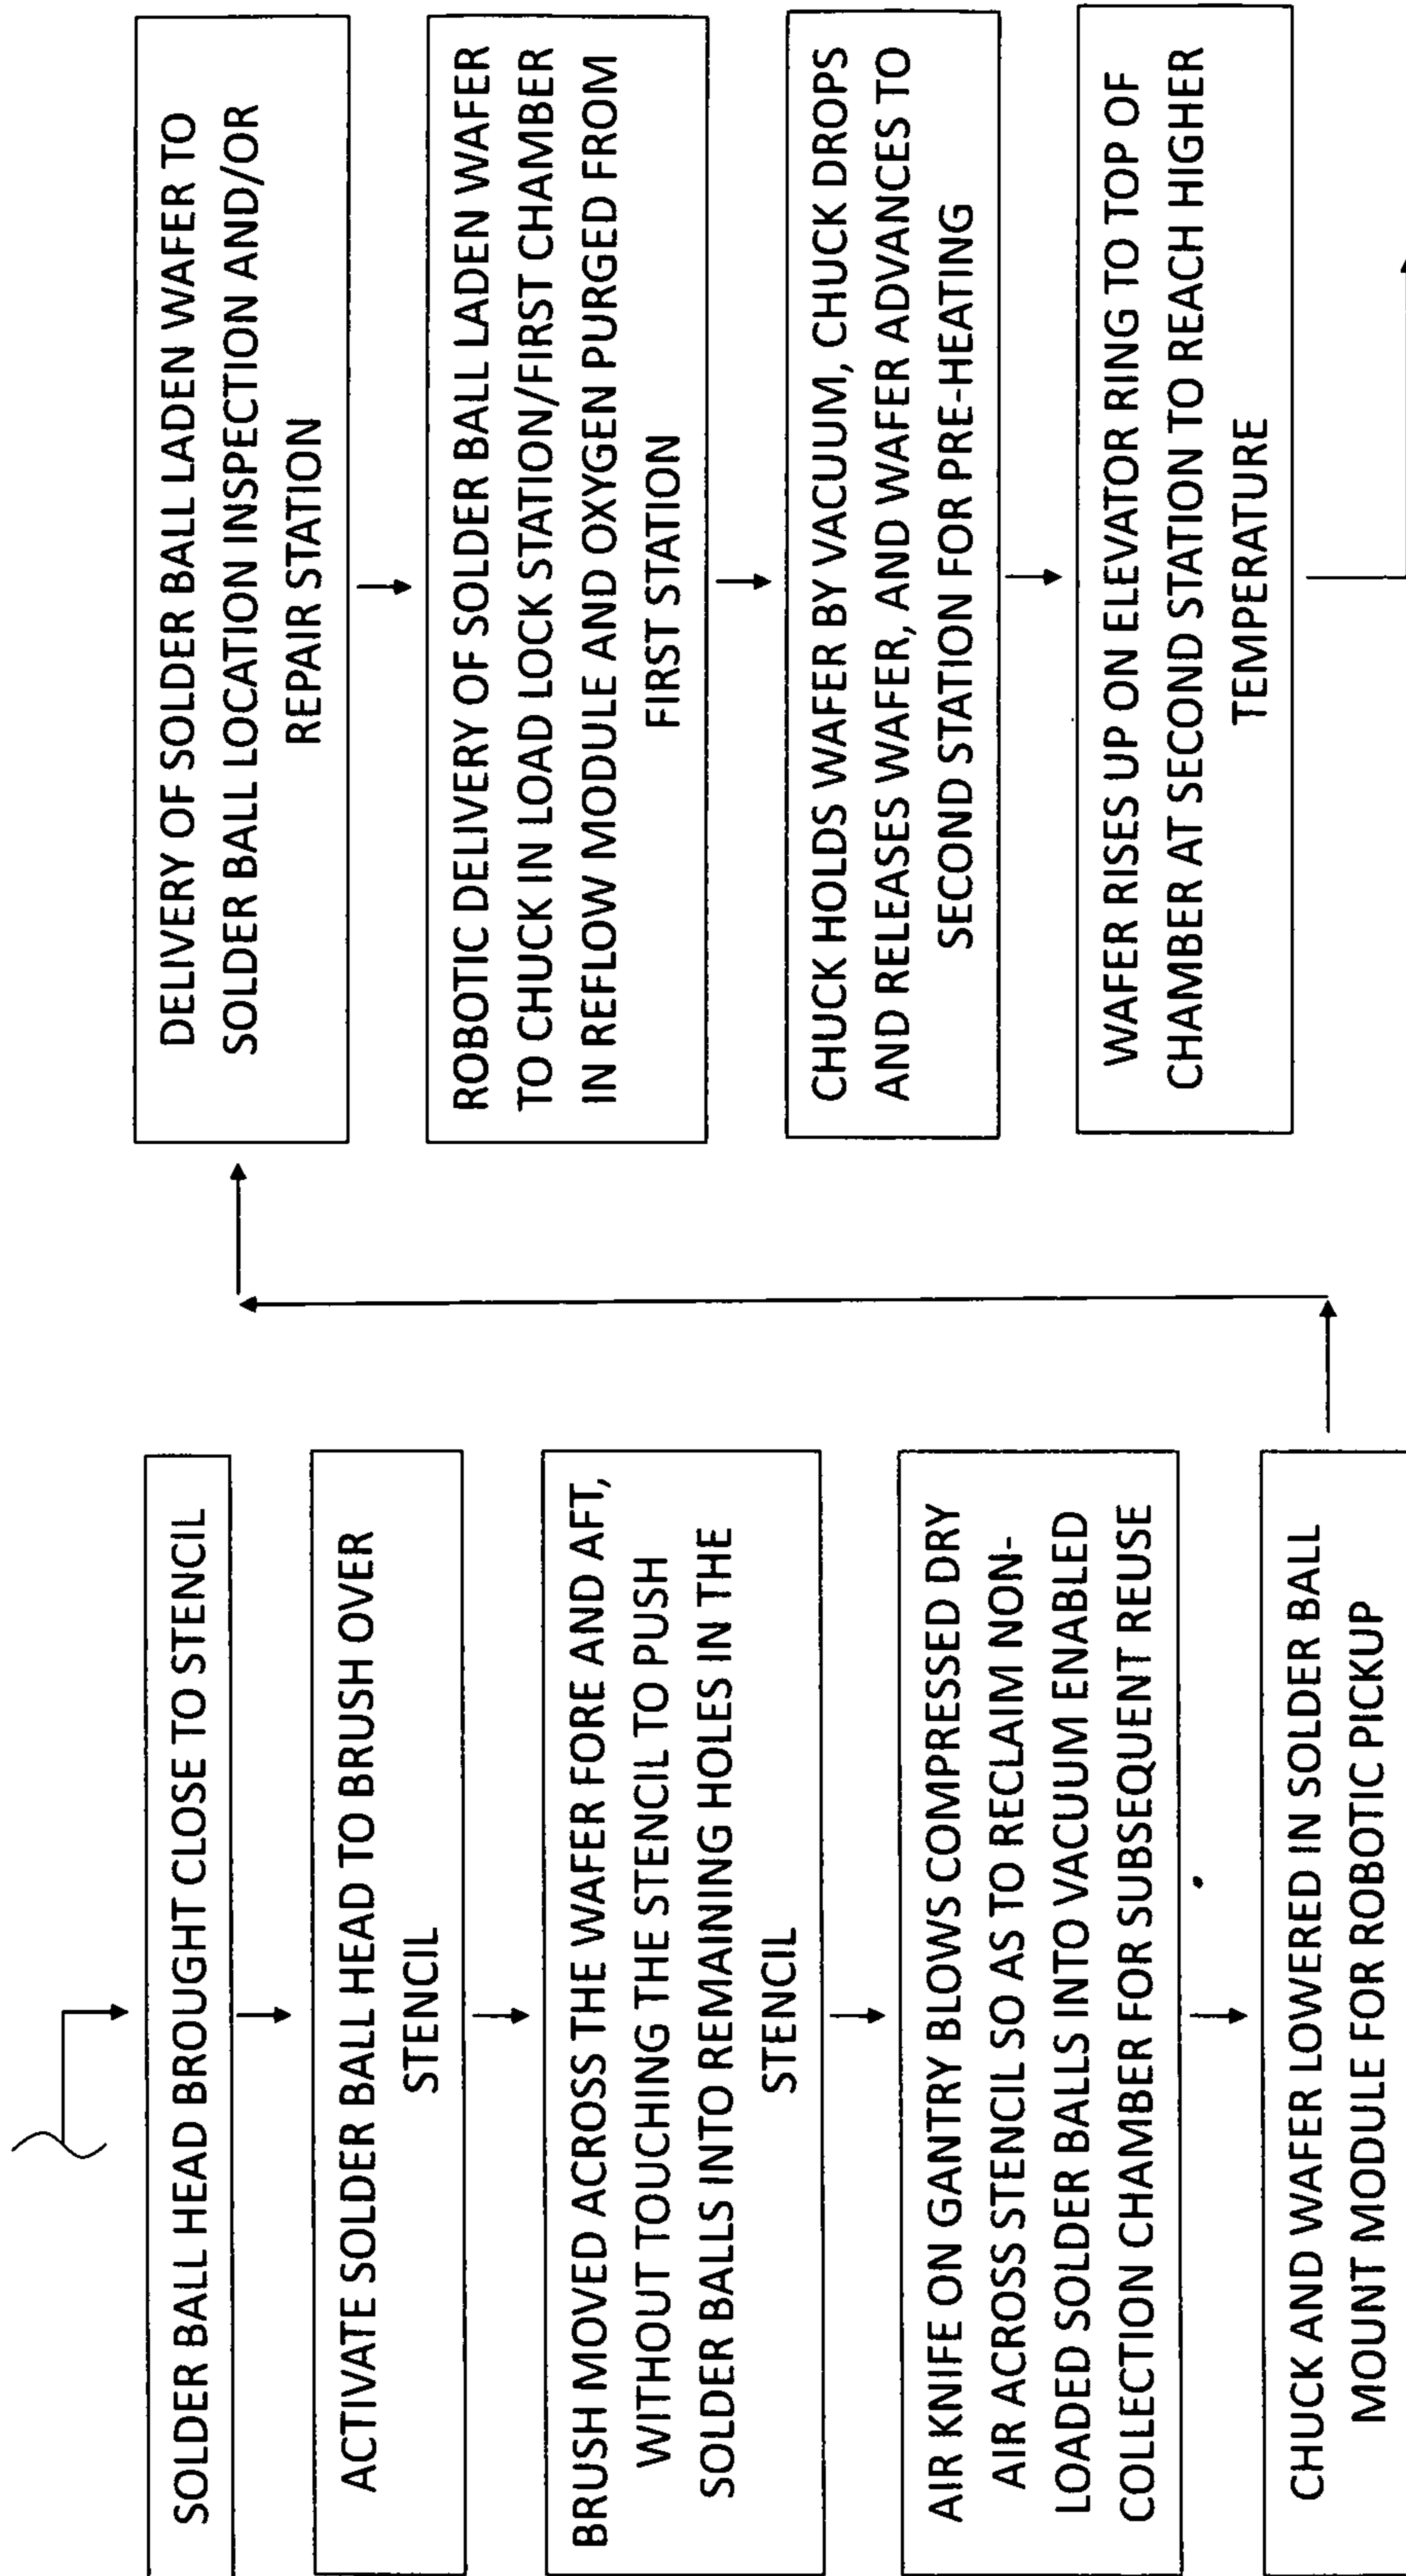 SOLDER BALL HEAD BROUGHT CLOSE TO STENCIL
ACTIVATE SOLDER BALL HEAD TO BRUSH OVER
STENCIL
BRUSH MOVED ACROSS THE WAFER FORE AND AFT,
WITHOUT TOUCHING THE STENCIL TO PUSH
SOLDER BALLS INTO REMAINING HOLES IN THE
STENCIL
AIR KNIFE ON GANTRY BLOWS COMPRESSED DRY
AIR ACROSS STENCIL SO AS TO RECLAIM NON-
LOADED SOLDER BALLS INTO VACUUM ENABLED
COLLECTION CHAMBER FOR SUBSEQUENT REUSE
CHUCK AND WAFER LOWERED IN SOLDER BALL
MOUNT MODULE FOR ROBOTIC PICKUP
DELIVERY OF SOLDER BALL LADEN WAFER TO
SOLDER BALL LOCATION INSPECTION AND/OR
REPAIR STATION
ROBOTIC DELIVERY OF SOLDER BALL LADEN WAFER
TO CHUCK IN LOAD LOCK STATION/FIRST CHAMBER
IN REFLOW MODULE AND OXYGEN PURGED FROM
FIRST STATION
CHUCK HOLDS WAFER BY VACUUM, CHUCK DROPS
AND RELEASES WAFER, AND WAFER ADVANCES TO
SECOND STATION FOR PRE-HEATING
WAFER RISES UP ON ELEVATOR RING TO TOP OF
CHAMBER AT SECOND STATION TO REACH HIGHER
TEMPERATURE